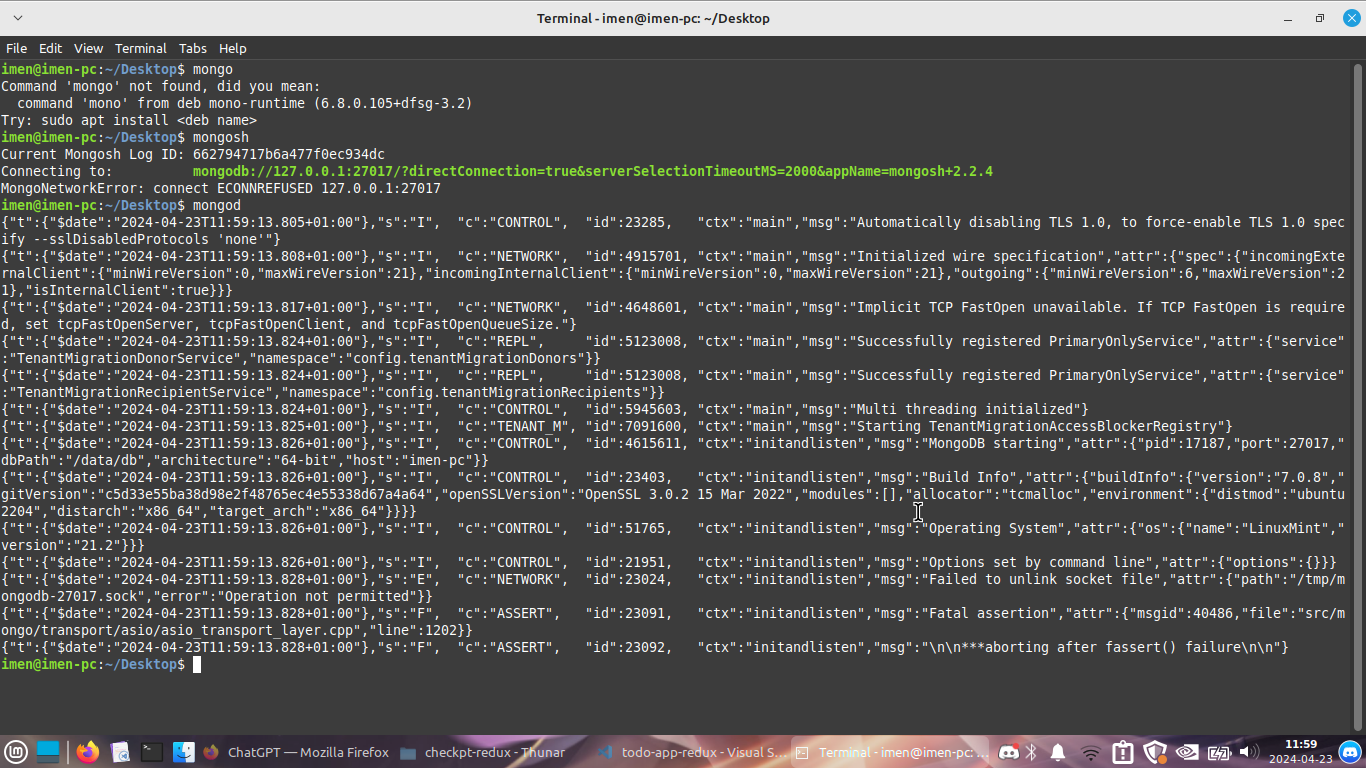 Terminal - imen@imen-pc: ~/Desktop
File Edit View Terminal Tabs Help
imen@imen-pc:~/Desktop$ mongo
Command 'mongo' not found, did you mean:
  command 'mono' from deb mono-runtime (6.8.0.105+dfsg-3.2)
Try: sudo apt install <deb name>
imen@imen-pc:~/Desktop$ mongosh
Current Mongosh Log ID: 662794717b6a477f0ec934dc
Connecting to:          mongodb://127.0.0.1:27017/?directConnection=true&serverSelectionTimeoutMS=2000&appName=mongosh+2.2.4
MongoNetworkError: connect ECONNREFUSED 127.0.0.1:27017
imen@imen-pc:~/Desktop$ mongod
{"t":{"$date":"2024-04-23T11:59:13.805+01:00"},"s":"I",  "c":"CONTROL",  "id":23285,   "ctx":"main","msg":"Automatically disabling TLS 1.0, to force-enable TLS 1.0 spec
ify --sslDisabledProtocols 'none'"}
{"t":{"$date":"2024-04-23T11:59:13.808+01:00"},"s":"I",  "c":"NETWORK",  "id":4915701, "ctx":"main","msg":"Initialized wire specification","attr":{"spec":{"incomingExte
rnalClient":{"minWireVersion":0,"maxWireVersion":21},"incomingInternalClient":{"minWireVersion":0,"maxWireVersion":21},"outgoing":{"minWireVersion":6,"maxWireVersion":2
1},"isInternalClient":true}}}
{"t":{"$date":"2024-04-23T11:59:13.817+01:00"},"s":"I",  "c":"NETWORK",  "id":4648601, "ctx":"main","msg":"Implicit TCP FastOpen unavailable. If TCP FastOpen is require
d, set tcpFastOpenServer, tcpFastOpenClient, and tcpFastOpenQueueSize."}
{"t":{"$date":"2024-04-23T11:59:13.824+01:00"},"s":"I",  "c":"REPL",     "id":5123008, "ctx":"main","msg":"Successfully registered PrimaryOnlyService","attr":{"service"
:"TenantMigrationDonorService","namespace":"config.tenantMigrationDonors"}}
{"t":{"$date":"2024-04-23T11:59:13.824+01:00"},"s":"I",  "c":"REPL",     "id":5123008, "ctx":"main","msg":"Successfully registered PrimaryOnlyService","attr":{"service"
:"TenantMigrationRecipientService","namespace":"config.tenantMigrationRecipients"}}
{"t":{"$date":"2024-04-23T11:59:13.824+01:00"},"s":"I",  "c":"CONTROL",  "id":5945603, "ctx":"main","msg":"Multi threading initialized"}
{"t":{"$date":"2024-04-23T11:59:13.825+01:00"},"s":"I",  "c":"TENANT_M", "id":7091600, "ctx":"main","msg":"Starting TenantMigrationAccessBlockerRegistry"}
{"t":{"$date":"2024-04-23T11:59:13.826+01:00"},"s":"I",  "c":"CONTROL",  "id":4615611, "ctx":"initandlisten","msg":"MongoDB starting","attr":{"pid":17187,"port":27017,"
dbPath":"/data/db","architecture":"64-bit","host":"imen-pc"}}
{"t":{"$date":"2024-04-23T11:59:13.826+01:00"},"s":"I",  "c":"CONTROL",  "id":23403,   "ctx":"initandlisten","msg":"Build Info","attr":{"buildInfo":{"version":"7.0.8","
gitVersion":"c5d33e55ba38d98e2f48765ec4e55338d67a4a64","openSSLVersion":"OpenSSL 3.0.2 15 Mar 2022","modules":[],"allocator":"tcmalloc","environment":{"distmod":"ubuntu
2204","distarch":"x86_64","target_arch":"x86_64"}}}}
{"t":{"$date":"2024-04-23T11:59:13.826+01:00"},"s":"I",  "c":"CONTROL",  "id":51765,   "ctx":"initandlisten","msg":"Operating System","attr":{"os":{"name":"LinuxMint","
version":"21.2"}}}
{"t":{"$date":"2024-04-23T11:59:13.826+01:00"},"s":"I",  "c":"CONTROL",  "id":21951,   "ctx":"initandlisten","msg":"Options set by command line","attr":{"options":{}}}
{"t":{"$date":"2024-04-23T11:59:13.828+01:00"},"s":"E",  "c":"NETWORK",  "id":23024,   "ctx":"initandlisten","msg":"Failed to unlink socket file","attr":{"path":"/tmp/m
ongodb-27017.sock","error":"Operation not permitted"}}
{"t":{"$date":"2024-04-23T11:59:13.828+01:00"},"s":"F",  "c":"ASSERT",   "id":23091,   "ctx":"initandlisten","msg":"Fatal assertion","attr":{"msgid":40486,"file":"src/m
ongo/transport/asio/asio_transport_layer.cpp","line":1202}}
{"t":{"$date":"2024-04-23T11:59:13.828+01:00"},"s":"F",  "c":"ASSERT",   "id":23092,   "ctx":"initandlisten","msg":"\n\n***aborting after fassert() failure\n\n"}
imen@imen-pc:~/Desktop$
ChatGPT — Mozilla Firefox
checkpt-redux - Thunar
todo-app-redux - Visual S...
Terminal - imen@imen-pc: ...
11:59
2024-04-23